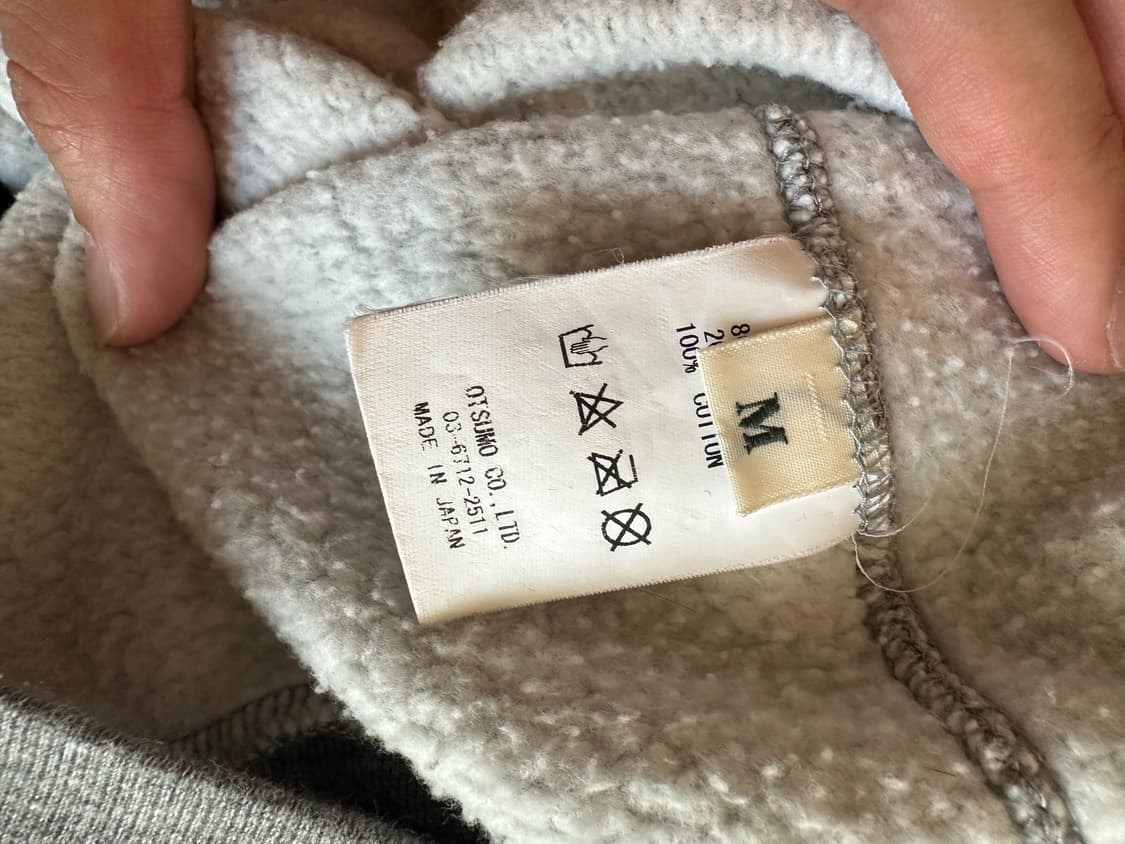 M
100% COTTON
OTSUMO CO., LTD.
03-6712-2511
MADE IN JAPAN